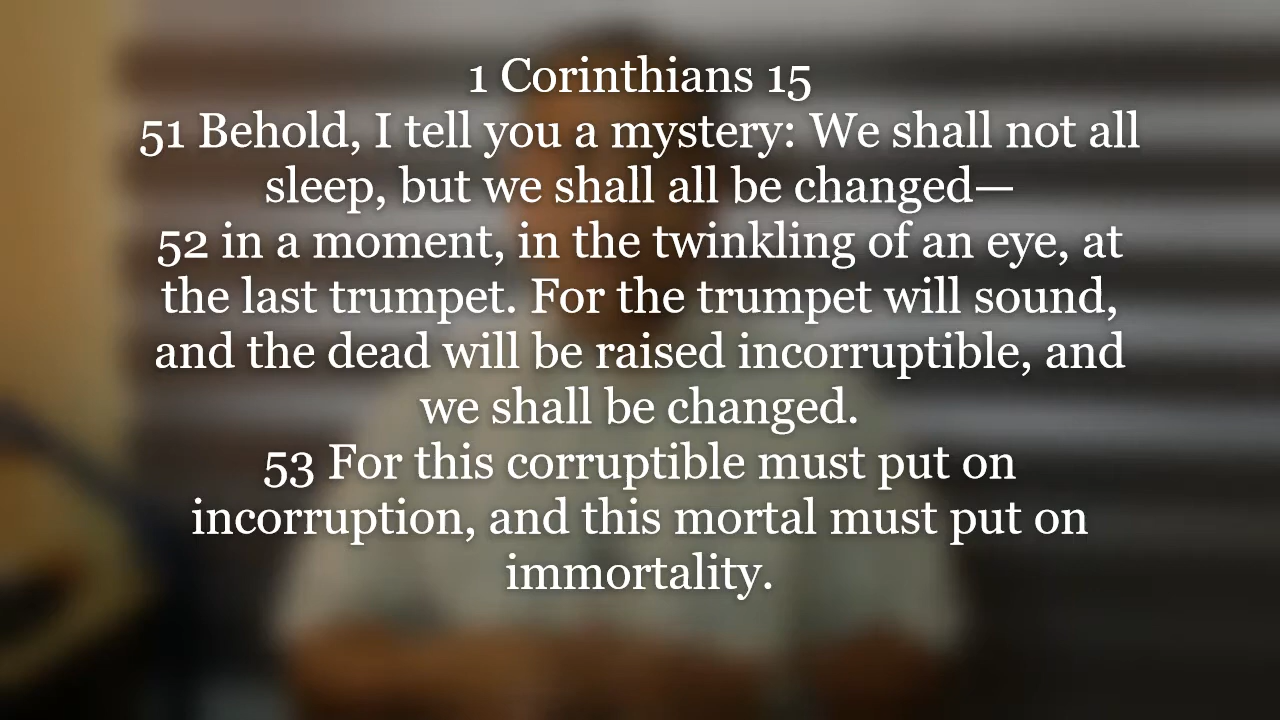 1 Corinthians 15
51 Behold, I tell you a mystery: We shall not all
sleep, but we shall all be changed—
52 in a moment, in the twinkling of an eye, at
the last trumpet. For the trumpet will sound,
and the dead will be raised incorruptible, and
we shall be changed.
53 For this corruptible must put on
incorruption, and this mortal must put on
immortality.